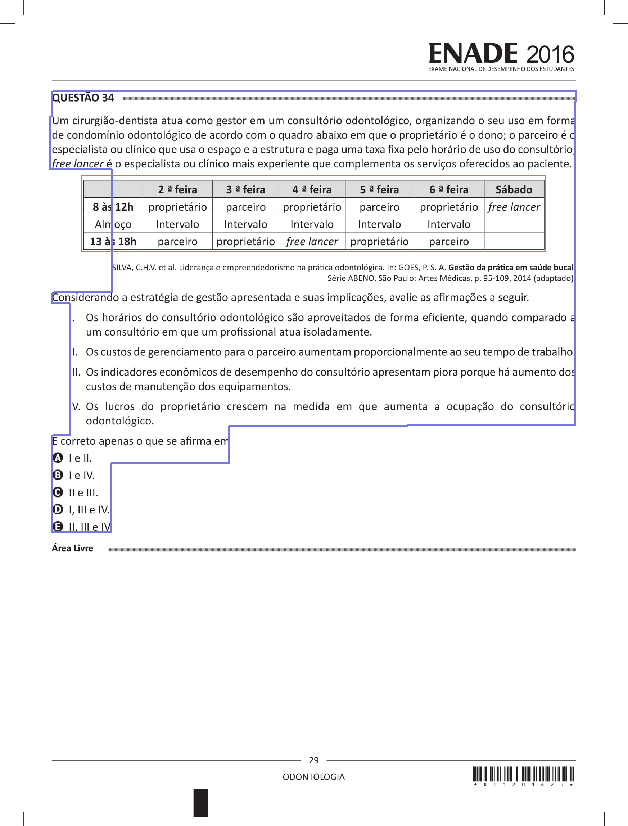 ENADE 2016
EXAME NACIONAL DE DESEMPENHO DOS ESTUDANTES
QUESTÃO 34
Um cirurgião-dentista atua como gestor em um consultório odontológico, organizando o seu uso em forma
de condomínio odontológico de acordo com o quadro abaixo em que o proprietário é o dono; o parceiro é o
especialista ou clínico que usa o espaço e a estrutura e paga uma taxa fixa pelo horário de uso do consultório;
free lancer é o especialista ou clínico mais experiente que complementa os serviços oferecidos ao paciente.
2 ª feira 3 ª feira 4 ª feira 5 ª feira 6 ª feira Sábado
8 às 12h proprietário parceiro proprietário parceiro proprietário free lancer
Almoço Intervalo Intervalo Intervalo Intervalo Intervalo
13 às 18h parceiro proprietário free lancer proprietário parceiro
SILVA, C.H.V. et al. Liderança e empreendedorismo na prática odontológica. In: GOES, P. S. A. Gestão da prática em saúde bucal.
Série ABENO, São Paulo: Artes Médicas, p. 95-109, 2014 (adaptado).
Considerando a estratégia de gestão apresentada e suas implicações, avalie as afirmações a seguir.
I. Os horários do consultório odontológico são aproveitados de forma eficiente, quando comparado a
um consultório em que um profissional atua isoladamente.
II. Os custos de gerenciamento para o parceiro aumentam proporcionalmente ao seu tempo de trabalho.
III. Os indicadores econômicos de desempenho do consultório apresentam piora porque há aumento dos
custos de manutenção dos equipamentos.
IV. Os lucros do proprietário crescem na medida em que aumenta a ocupação do consultório
odontológico.
É correto apenas o que se afirma em
A I e II.
B I e IV.
C II e III.
D I, III e IV.
E II, III e IV.
Área Livre
29
ODONTOLOGIA